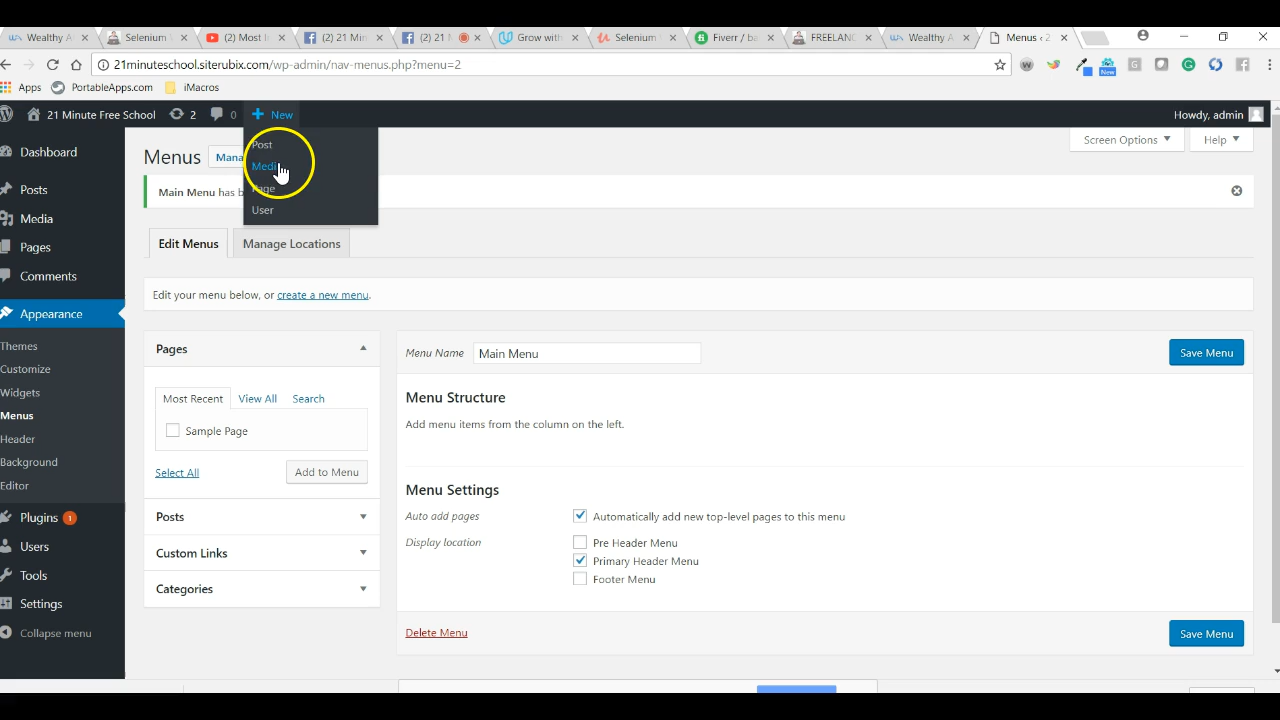 Wealthy A
Selenium
(2) Most
(2) 21 Min
(2) 21
Grow with
Selenium
Fiverr / ba
FREELANC
Wealthy A
Menus ‹ 2
21minuteschool.siterubix.com/wp-admin/nav-menus.php?menu=2
New
Apps
PortableApps.com
iMacros
21 Minute Free School
2
0
New
Howdy, admin
Post
Medi
Page
User
Screen Options
Help
Dashboard
Posts
Media
Pages
Comments
Appearance
Themes
Customize
Widgets
Menus
Header
Background
Editor
Plugins 1
Users
Tools
Settings
Collapse menu
Menus
Mana
Main Menu has b
Edit Menus
Manage Locations
Edit your menu below, or create a new menu.
Pages
Most Recent
View All
Search
Sample Page
Select All
Add to Menu
Posts
Custom Links
Categories
Menu Name
Main Menu
Save Menu
Menu Structure
Add menu items from the column on the left.
Menu Settings
Auto add pages
Automatically add new top-level pages to this menu
Display location
Pre Header Menu
Primary Header Menu
Footer Menu
Delete Menu
Save Menu